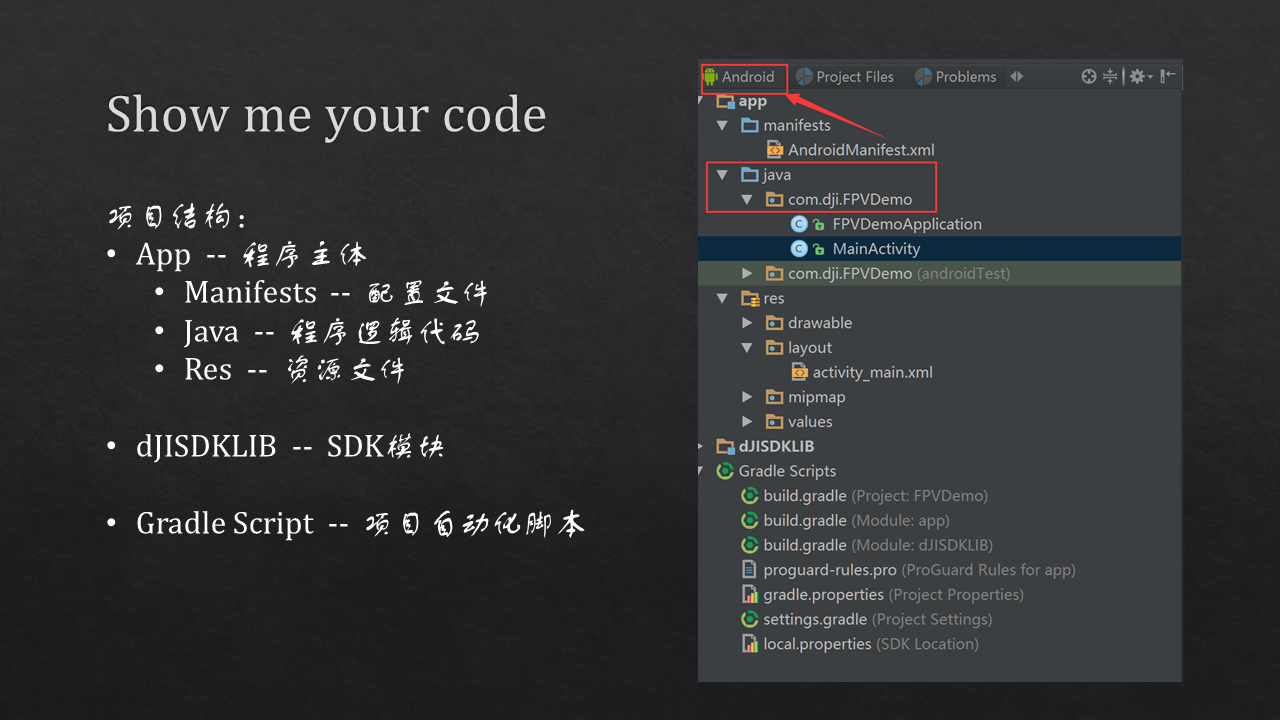 Show me your code
项目结构：
• App -- 程序主体
• Manifests -- 配置文件
• Java -- 程序逻辑代码
• Res -- 资源文件
• dJISDKLIB -- SDK模块
• Gradle Script -- 项目自动化脚本
Android Project Files Problems
app
manifests
AndroidManifest.xml
java
com.dji.FPVDemo
FPVDemoApplication
MainActivity
com.dji.FPVDemo (androidTest)
res
drawable
layout
activity_main.xml
mipmap
values
dJISDKLIB
Gradle Scripts
build.gradle (Project: FPVDemo)
build.gradle (Module: app)
build.gradle (Module: dJISDKLIB)
proguard-rules.pro (ProGuard Rules for app)
gradle.properties (Project Properties)
settings.gradle (Project Settings)
local.properties (SDK Location)